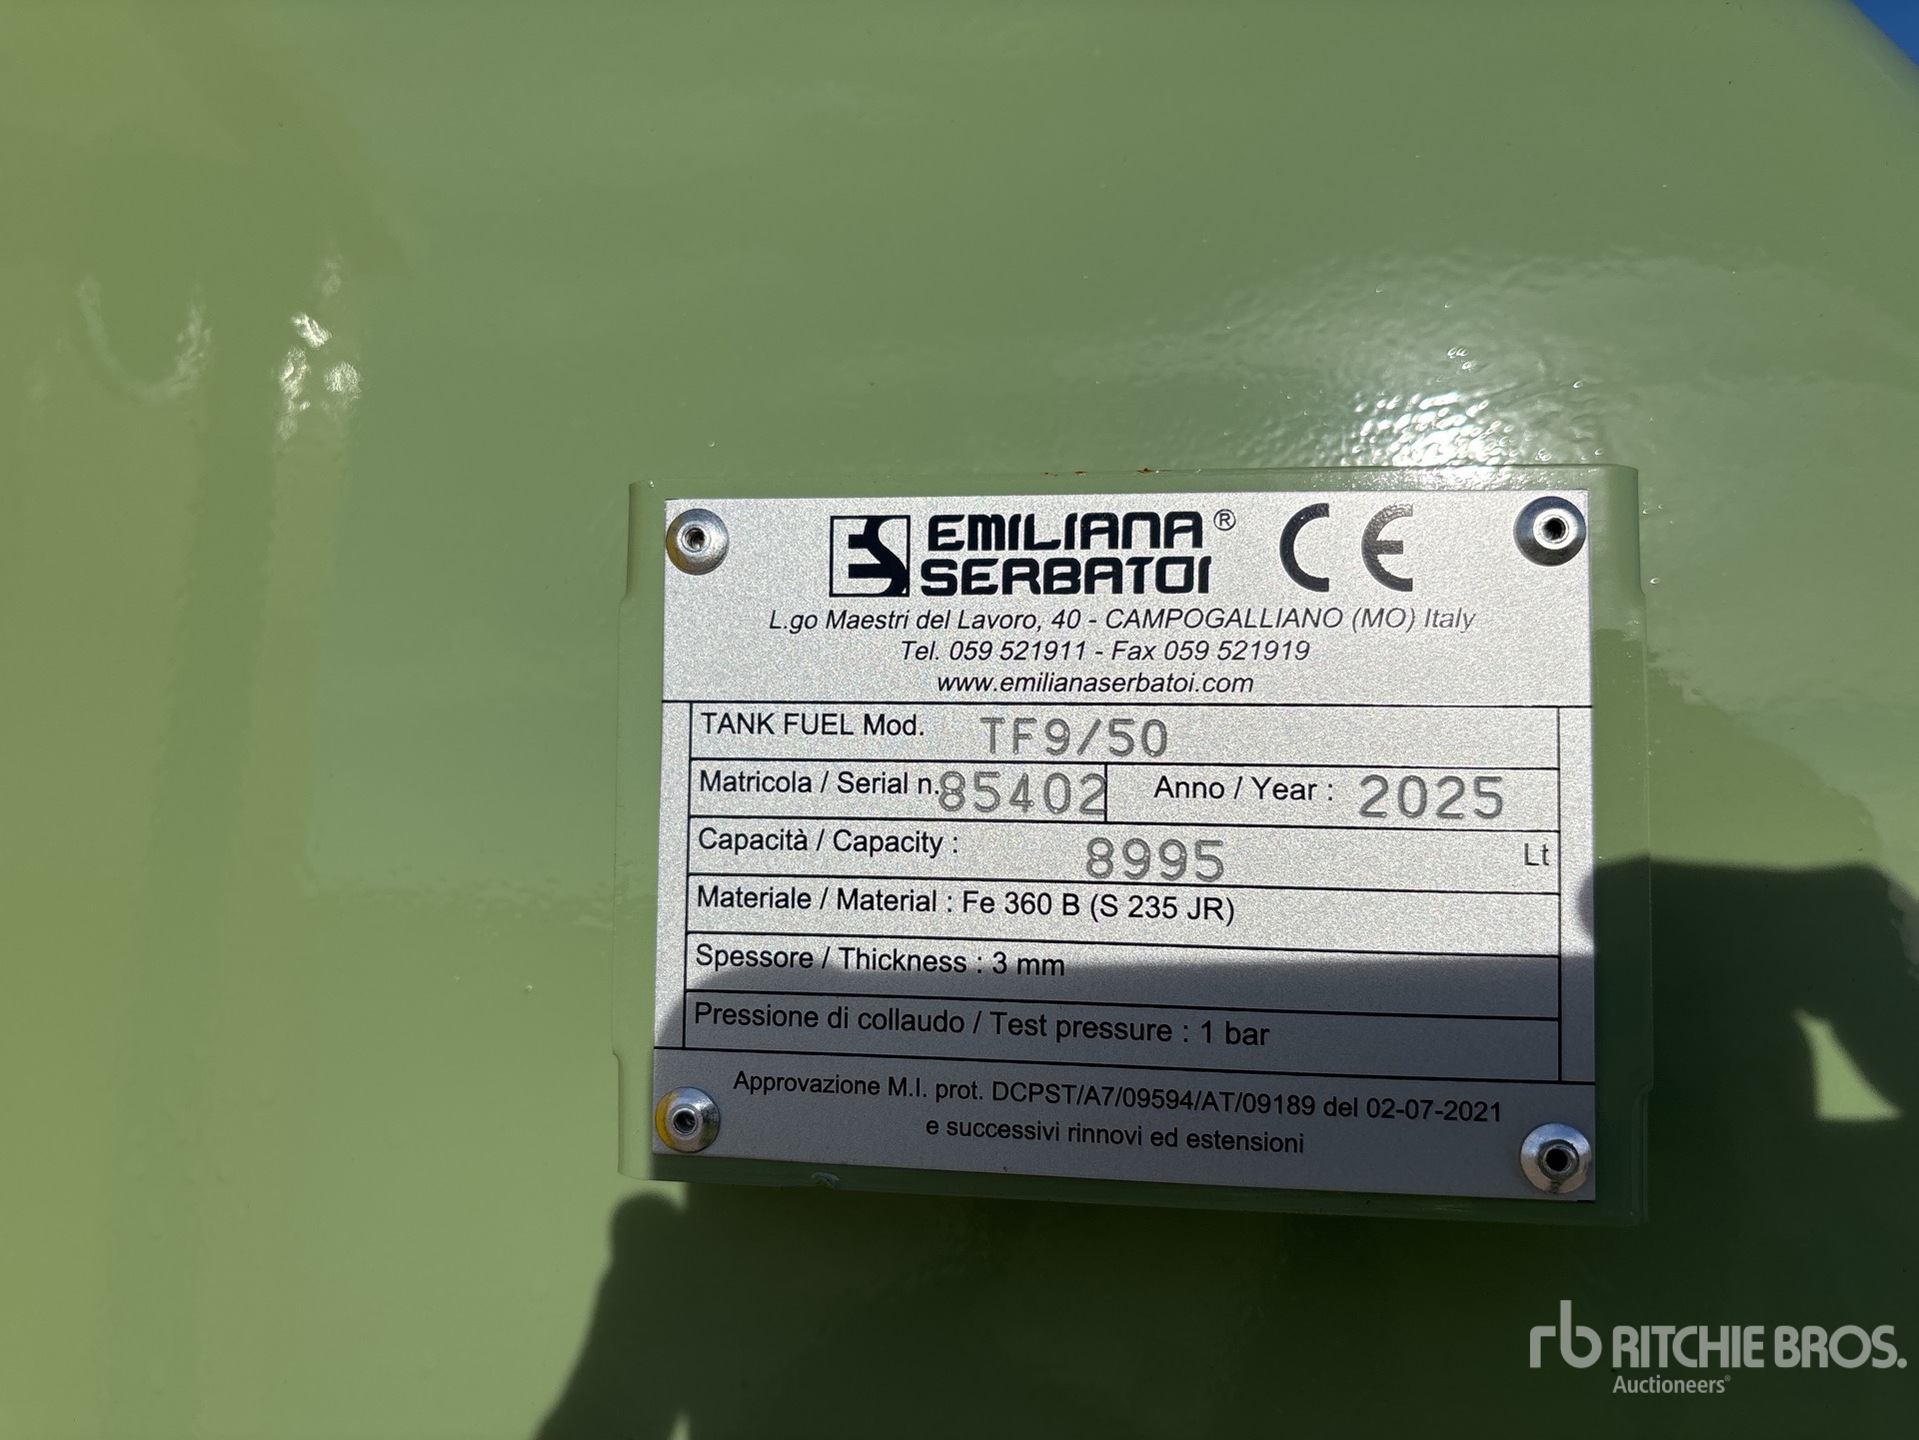 EMILIANA® CE
SERBATOI
L.go Maestri del Lavoro, 40 - CAMPOGALLIANO (MO) Italy
Tel. 059 521911 - Fax 059 521919
www.emilianaserbatoi.com
TANK FUEL Mod. TF9/50
Matricola / Serial n. 85402 Anno / Year : 2025
Capacità / Capacity : 8995 Lt
Materiale / Material : Fe 360 B (S 235 JR)
Spessore / Thickness : 3 mm
Pressione di collaudo / Test pressure : 1 bar
Approvazione M.I. prot. DCPST/A7/09594/AT/09189 del 02-07-2021
e successivi rinnovi ed estensioni
rb RITCHIE BROS.
Auctioneers®